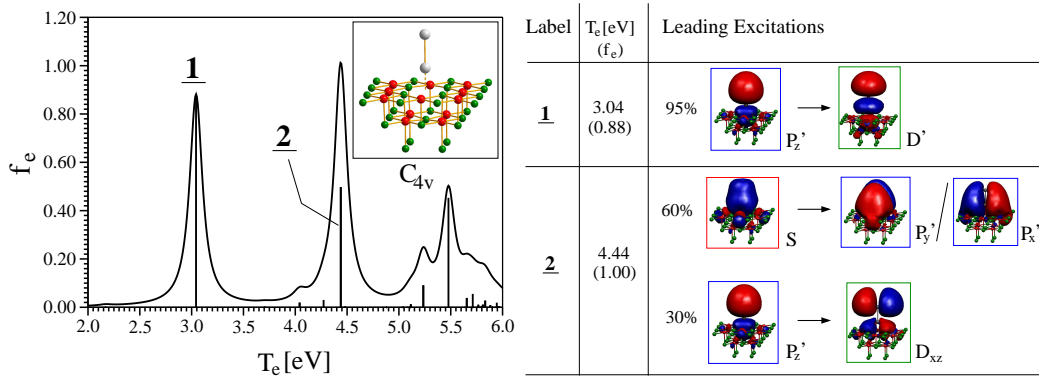 1.20
1.00
0.80
0.60
0.40
0.20
0.00
f_e
2.0 2.5 3.0 3.5 4.0 4.5 5.0 5.5 6.0
T_e [eV]
1
2
C_4v
Label T_e [eV] Leading Excitations
(f_e)
1 3.04 95% P_z' D'
(0.88)
60% S P_y' / P_x'
2 4.44
(1.00)
30% P_z' D_xz